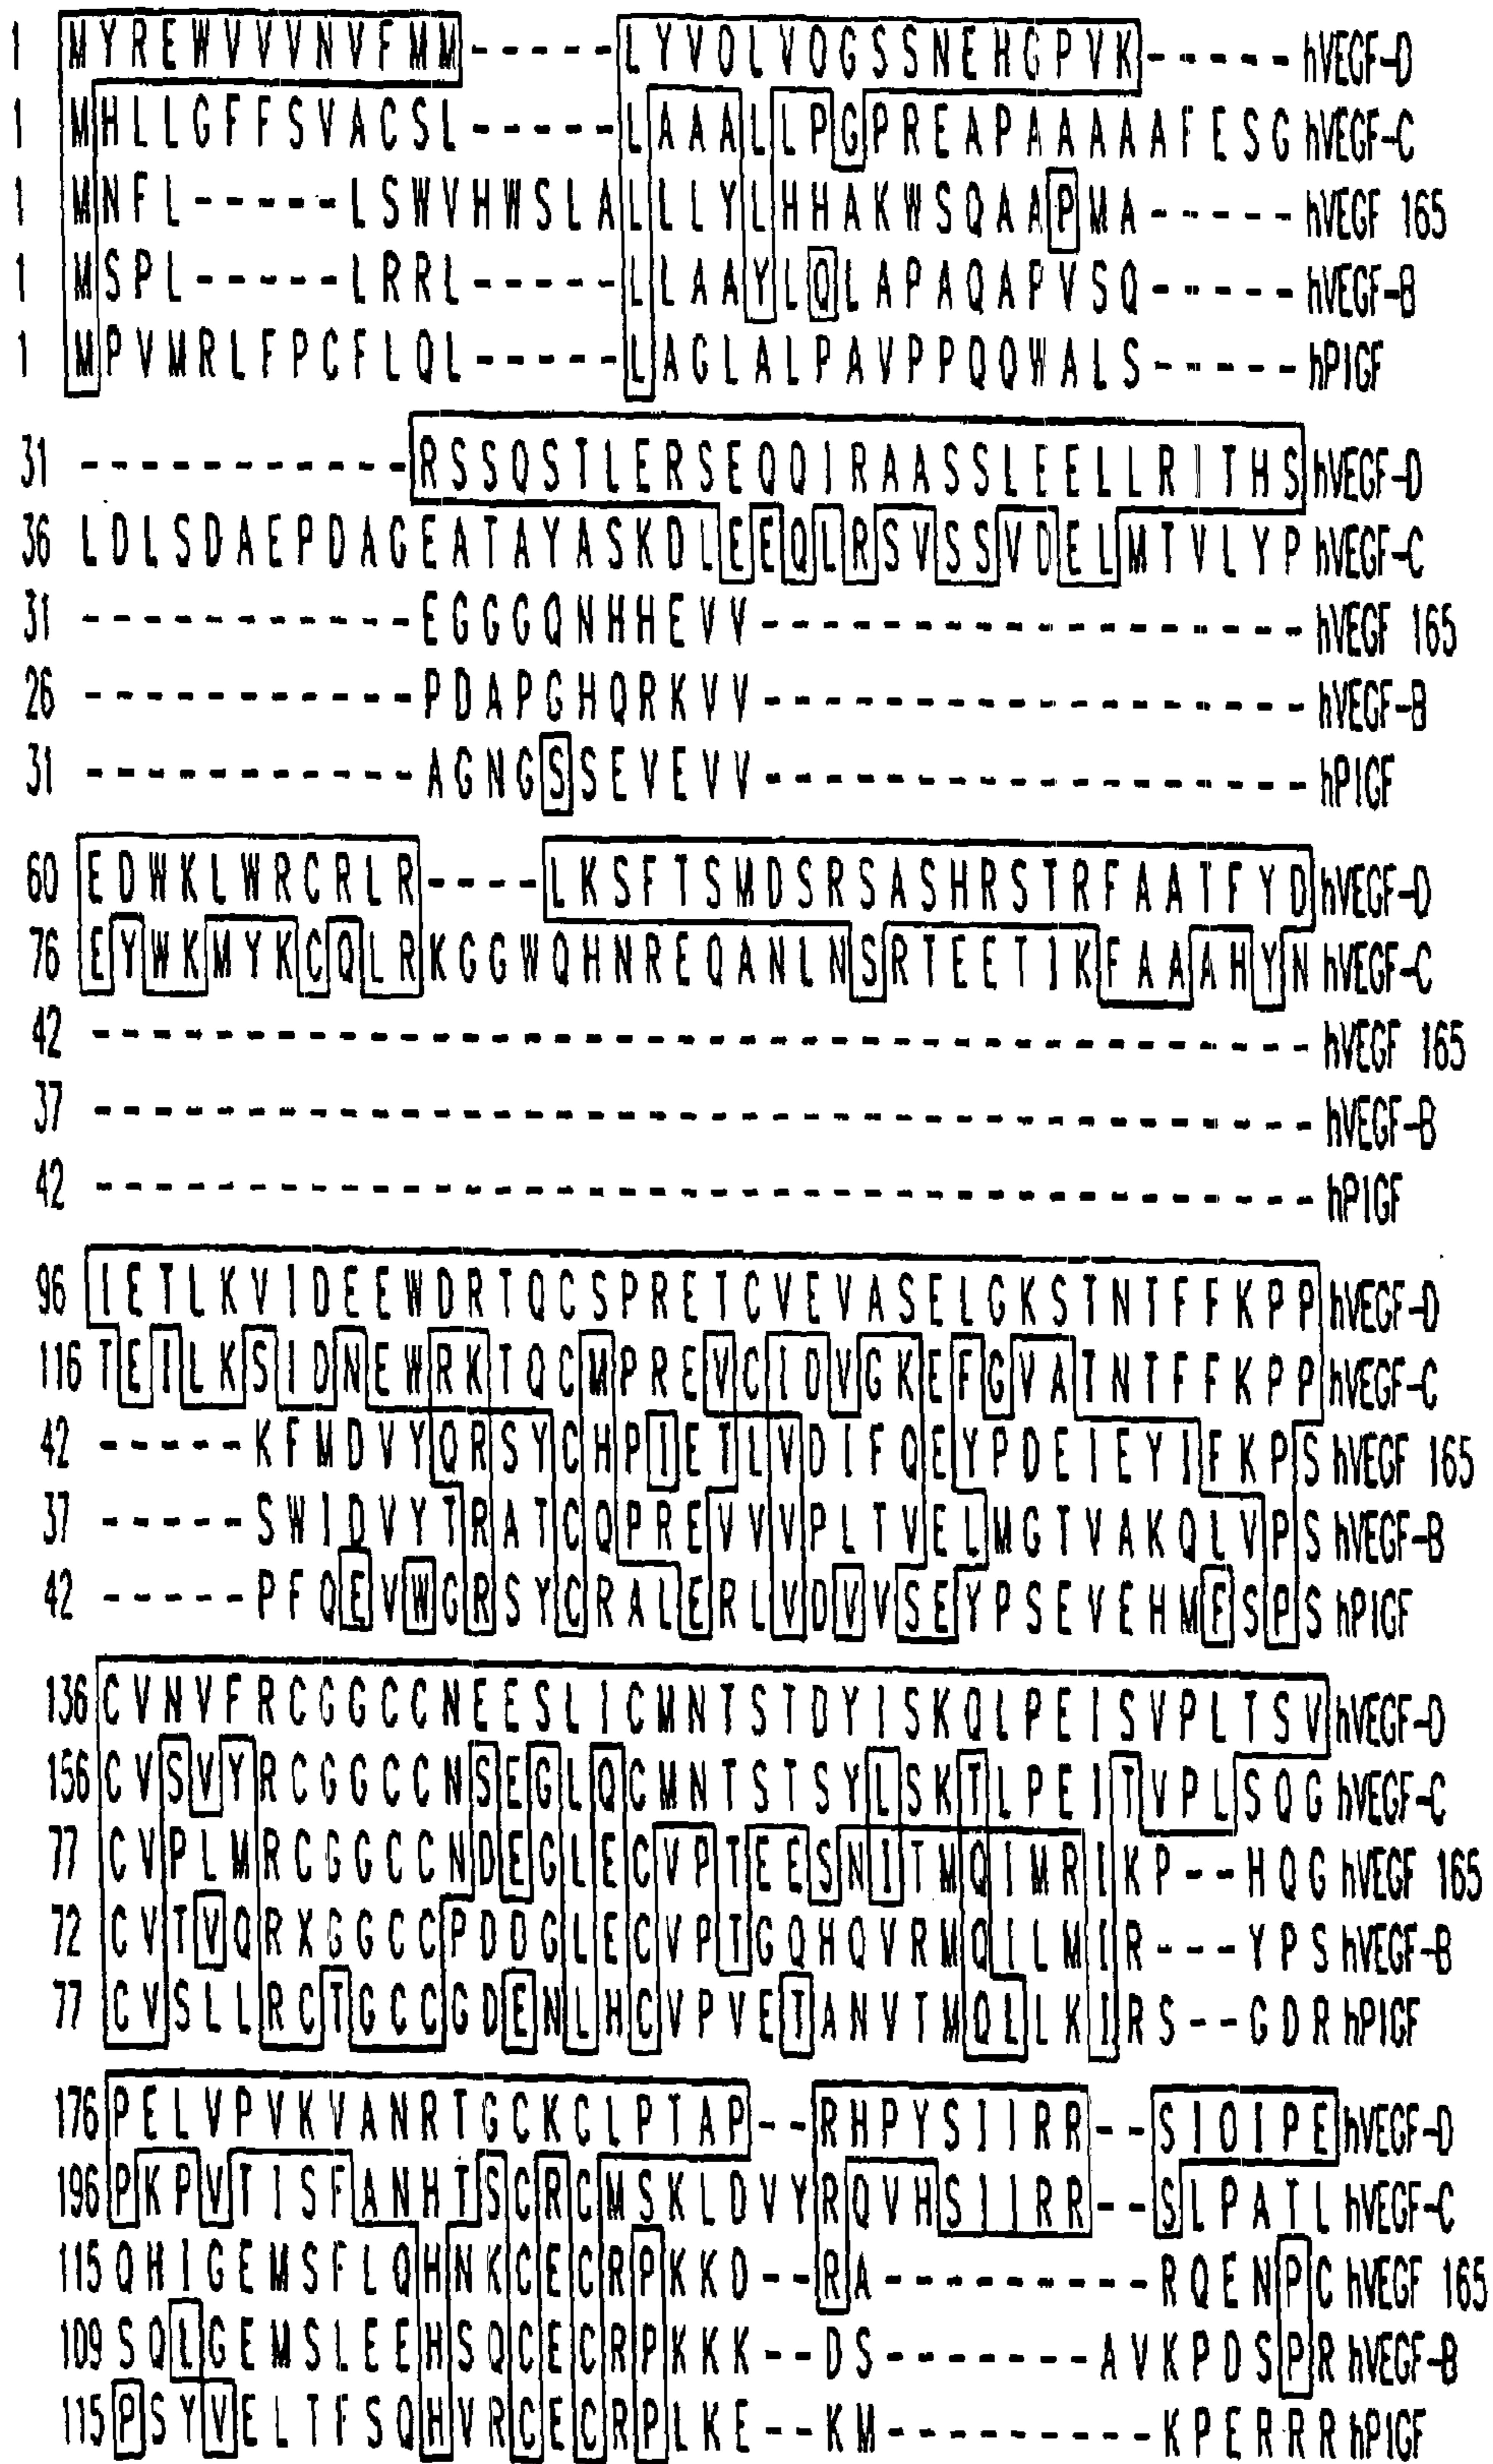 1 MYREWVVVNVFMM-----LYVOLVOGSSNEHGPVK----- hVEGF-D
1 MHLLGFFSVACSL-----LAAALLPGPREAPAAAAAFESG hVEGF-C
1 MNFL-----LSWVHWSLALLLYLHHAKWSQAAPMA----- hVEGF 165
1 MSPL-----LRRL-----LLAAYLQLAPAQAPVSQ----- hVEGF-B
1 MPVMRLFPCFLQL-----LAGLALPAVPPQQWALS----- hPlGF
31 -----------RSSQSTLERSEQQIRAASSLEELLRITHS hVEGF-D
36 LDLSDAEPDAGEATAYASKDLEEQLRSVSSVDELMTVLYP hVEGF-C
31 -----------EGGGQNHHEVV------------------ hVEGF 165
26 -----------PDAPGHQRKVV------------------ hVEGF-B
31 -----------AGNGSSEVEVV------------------ hPlGF
60 EDWKLWRCRLR----LKSFTSMDSRSASHRSTRFAATFYD hVEGF-D
76 EYWKMYKCQLRKGGWQHNREQANLNSRTEETIKFAAAHYN hVEGF-C
42 ---------------------------------------- hVEGF 165
37 ---------------------------------------- hVEGF-B
42 ---------------------------------------- hPlGF
96 IETLKVIDEEWDRTQCSPRETCVEVASELGKSTNTFFKPP hVEGF-D
116 TEILKSIDNEWRKTQCMPREVCIDVGKEFGVATNTFFKPP hVEGF-C
42 -----KFMDVYQRSYCHPIETLVDIFQEYPDEIEYIFKPS hVEGF 165
37 -----SWIDVYTRATCQPREVVVPLTVELMGTVAKQLVPS hVEGF-B
42 -----PFQEVWGRSYCRALERLVDVVSEYPSEVEHMFSPS hPlGF
136 CVNVFRCGGCCNEESLICMNTSTDYISKQLPEISVPLTSV hVEGF-D
156 CVSVYRCGGCCNSEGLQCMNTSTSYLSKTLPEITVPLSQG hVEGF-C
77 CVPLMRCGGCCNDEGLECVPTEESNITMQIMRIKP--HQG hVEGF 165
72 CVTVQRXGGCCPDDGLECVPTGQHQVRMQILMIR---YPS hVEGF-B
77 CVSLLRCTGCCGDENLHCVPVETANVTMQLLKIRS--GDR hPlGF
176 PELVPVKVANRTGCKCLPTAP--RHPYSIIRR--SIOIPE hVEGF-D
196 PKPVTISFANHTSCRCMSKLDVYRQVHSIIRR--SLPATL hVEGF-C
115 QHIGEMSFLQHNKCECRPKKD--RA---------RQENPC hVEGF 165
109 SQLGEMSLEEHSQCECRPKKK--DS-------AVKPDSPR hVEGF-B
115 PSYVELTFSQHVRCECRPLKE--KM---------KPERRR hPlGF